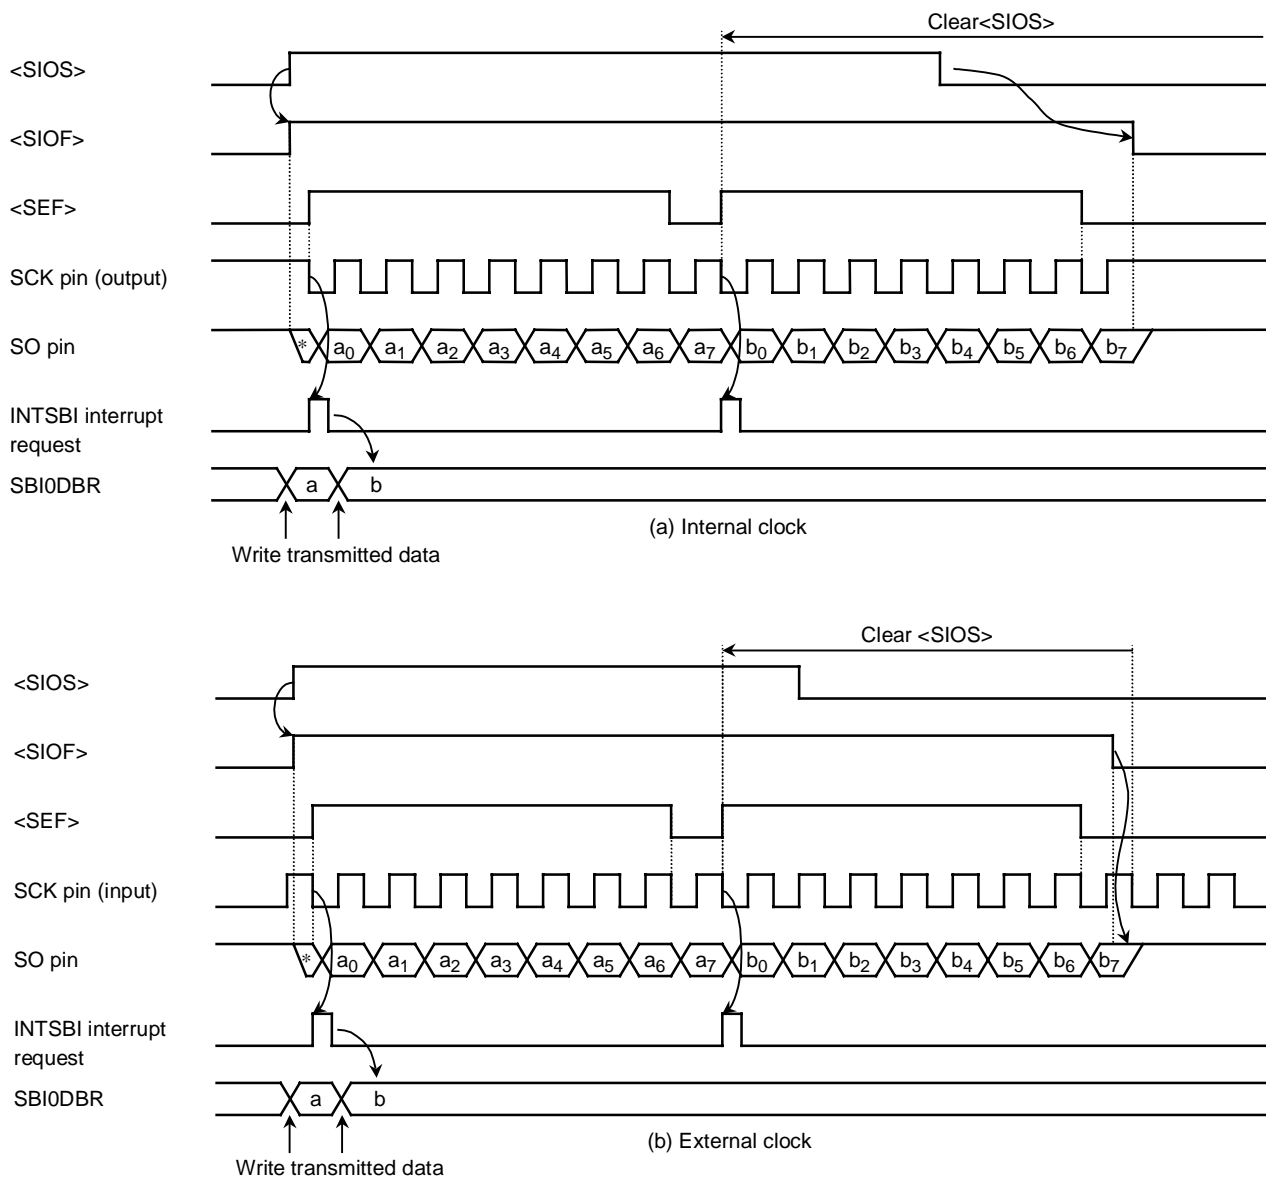 Clear<SIOS>
<SIOS>
<SIOF>
<SEF>
SCK pin (output)
SO pin
* a0 a1 a2 a3 a4 a5 a6 a7 b0 b1 b2 b3 b4 b5 b6 b7
INTSBI interrupt
request
SBI0DBR
a b
(a) Internal clock
Write transmitted data
Clear <SIOS>
<SIOS>
<SIOF>
<SEF>
SCK pin (input)
SO pin
* a0 a1 a2 a3 a4 a5 a6 a7 b0 b1 b2 b3 b4 b5 b6 b7
INTSBI interrupt
request
SBI0DBR
a b
(b) External clock
Write transmitted data